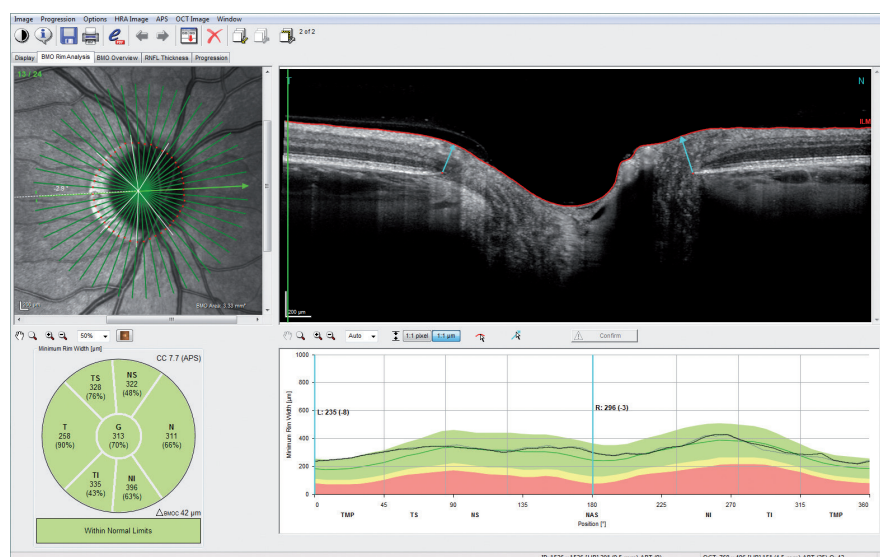 Image Progression Options HRA Image APS OCT Image Window
2 of 2
Display BMO Rim Analysis BMO Overview RNFL Thickness Progression
13 / 24
-3.8 °
200 µm
BMO Area: 3.33 mm²
T
N
ILM
200 µm
50%
Auto
1:1 pixel
1:1 µm
Confirm
Minimum Rim Width [µm]
CC 7.7 (APS)
TS
328
(76%)
NS
322
(48%)
T
258
(90%)
G
313
(70%)
N
311
(66%)
TI
335
(43%)
NI
396
(63%)
△BMOC 42 µm
Within Normal Limits
Minimum Rim Width [µm]
1000
800
600
400
200
0
L: 235 (-8)
R: 296 (-3)
0 45 90 135 180 225 270 315 360
TMP TS NS NAS NI TI TMP
Position [°]